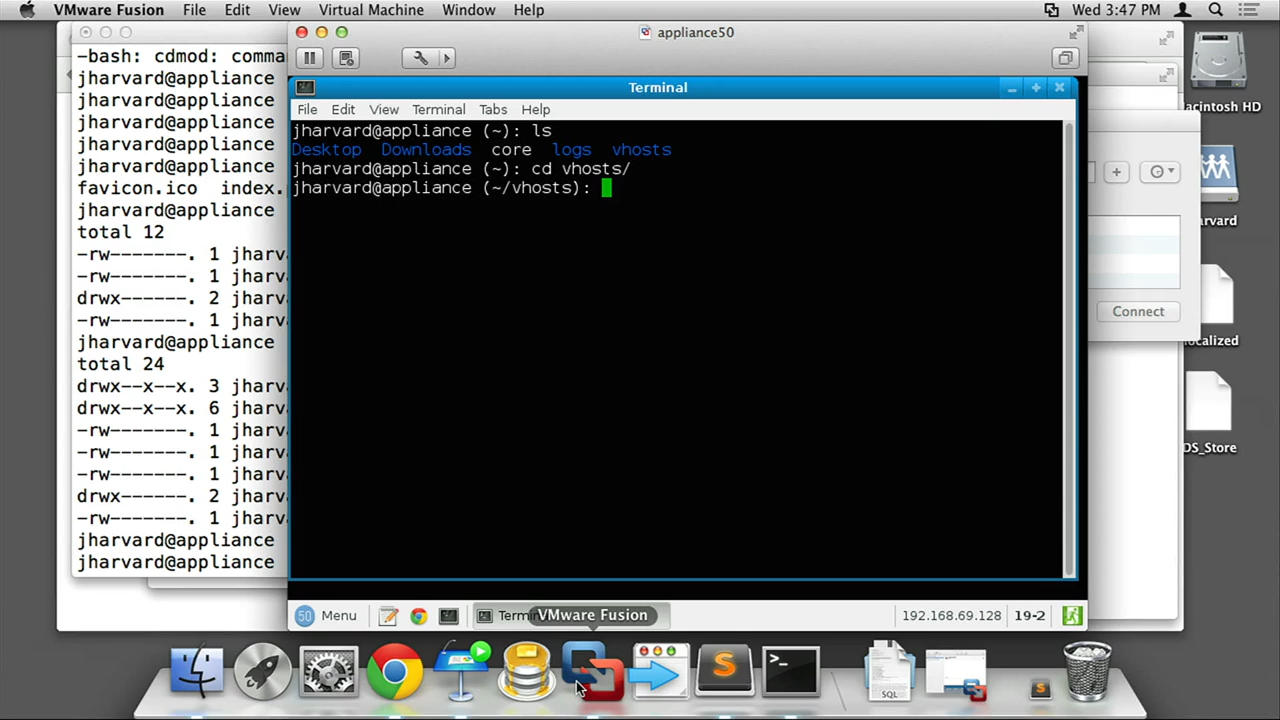 VMware Fusion File Edit View Virtual Machine Window Help Wed 3:47 PM
appliance50
-bash: cdmod: comma
jharvard@appliance
jharvard@appliance
jharvard@appliance
jharvard@appliance
jharvard@appliance
favicon.ico index.
jharvard@appliance
total 12
-rw-------. 1 jharv
-rw-------. 1 jharv
drwx------. 2 jharv
-rw-------. 1 jharv
jharvard@appliance
total 24
drwx--x--x. 3 jharv
drwx--x--x. 6 jharv
-rw-------. 1 jharv
-rw-------. 1 jharv
-rw-------. 1 jharv
drwx------. 2 jharv
-rw-------. 1 jharv
jharvard@appliance
jharvard@appliance
Terminal
File Edit View Terminal Tabs Help
jharvard@appliance (~): ls
Desktop Downloads core logs vhosts
jharvard@appliance (~): cd vhosts/
jharvard@appliance (~/vhosts):
50 Menu Termi 192.168.69.128 19-2
VMware Fusion
Connect
acintosh HD
arvard
ocalized
DS_Store
S
>_
SQL